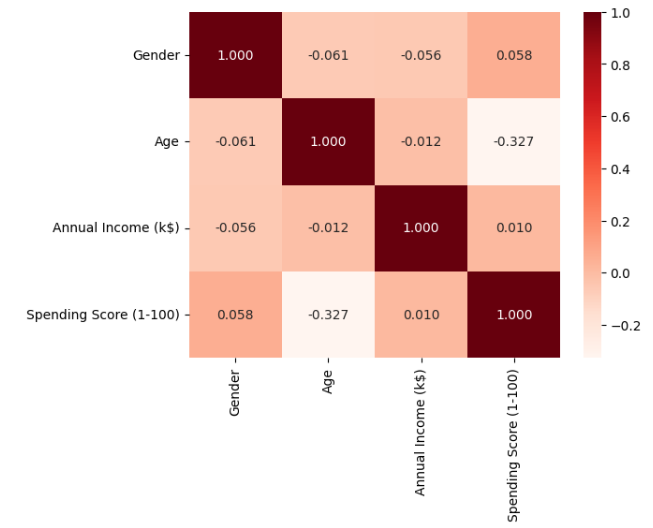 Gender 1.000 -0.061 -0.056 0.058
Age -0.061 1.000 -0.012 -0.327
Annual Income (k$) -0.056 -0.012 1.000 0.010
Spending Score (1-100) 0.058 -0.327 0.010 1.000
Gender
Age
Annual Income (k$)
Spending Score (1-100)
1.0
0.8
0.6
0.4
0.2
0.0
−0.2